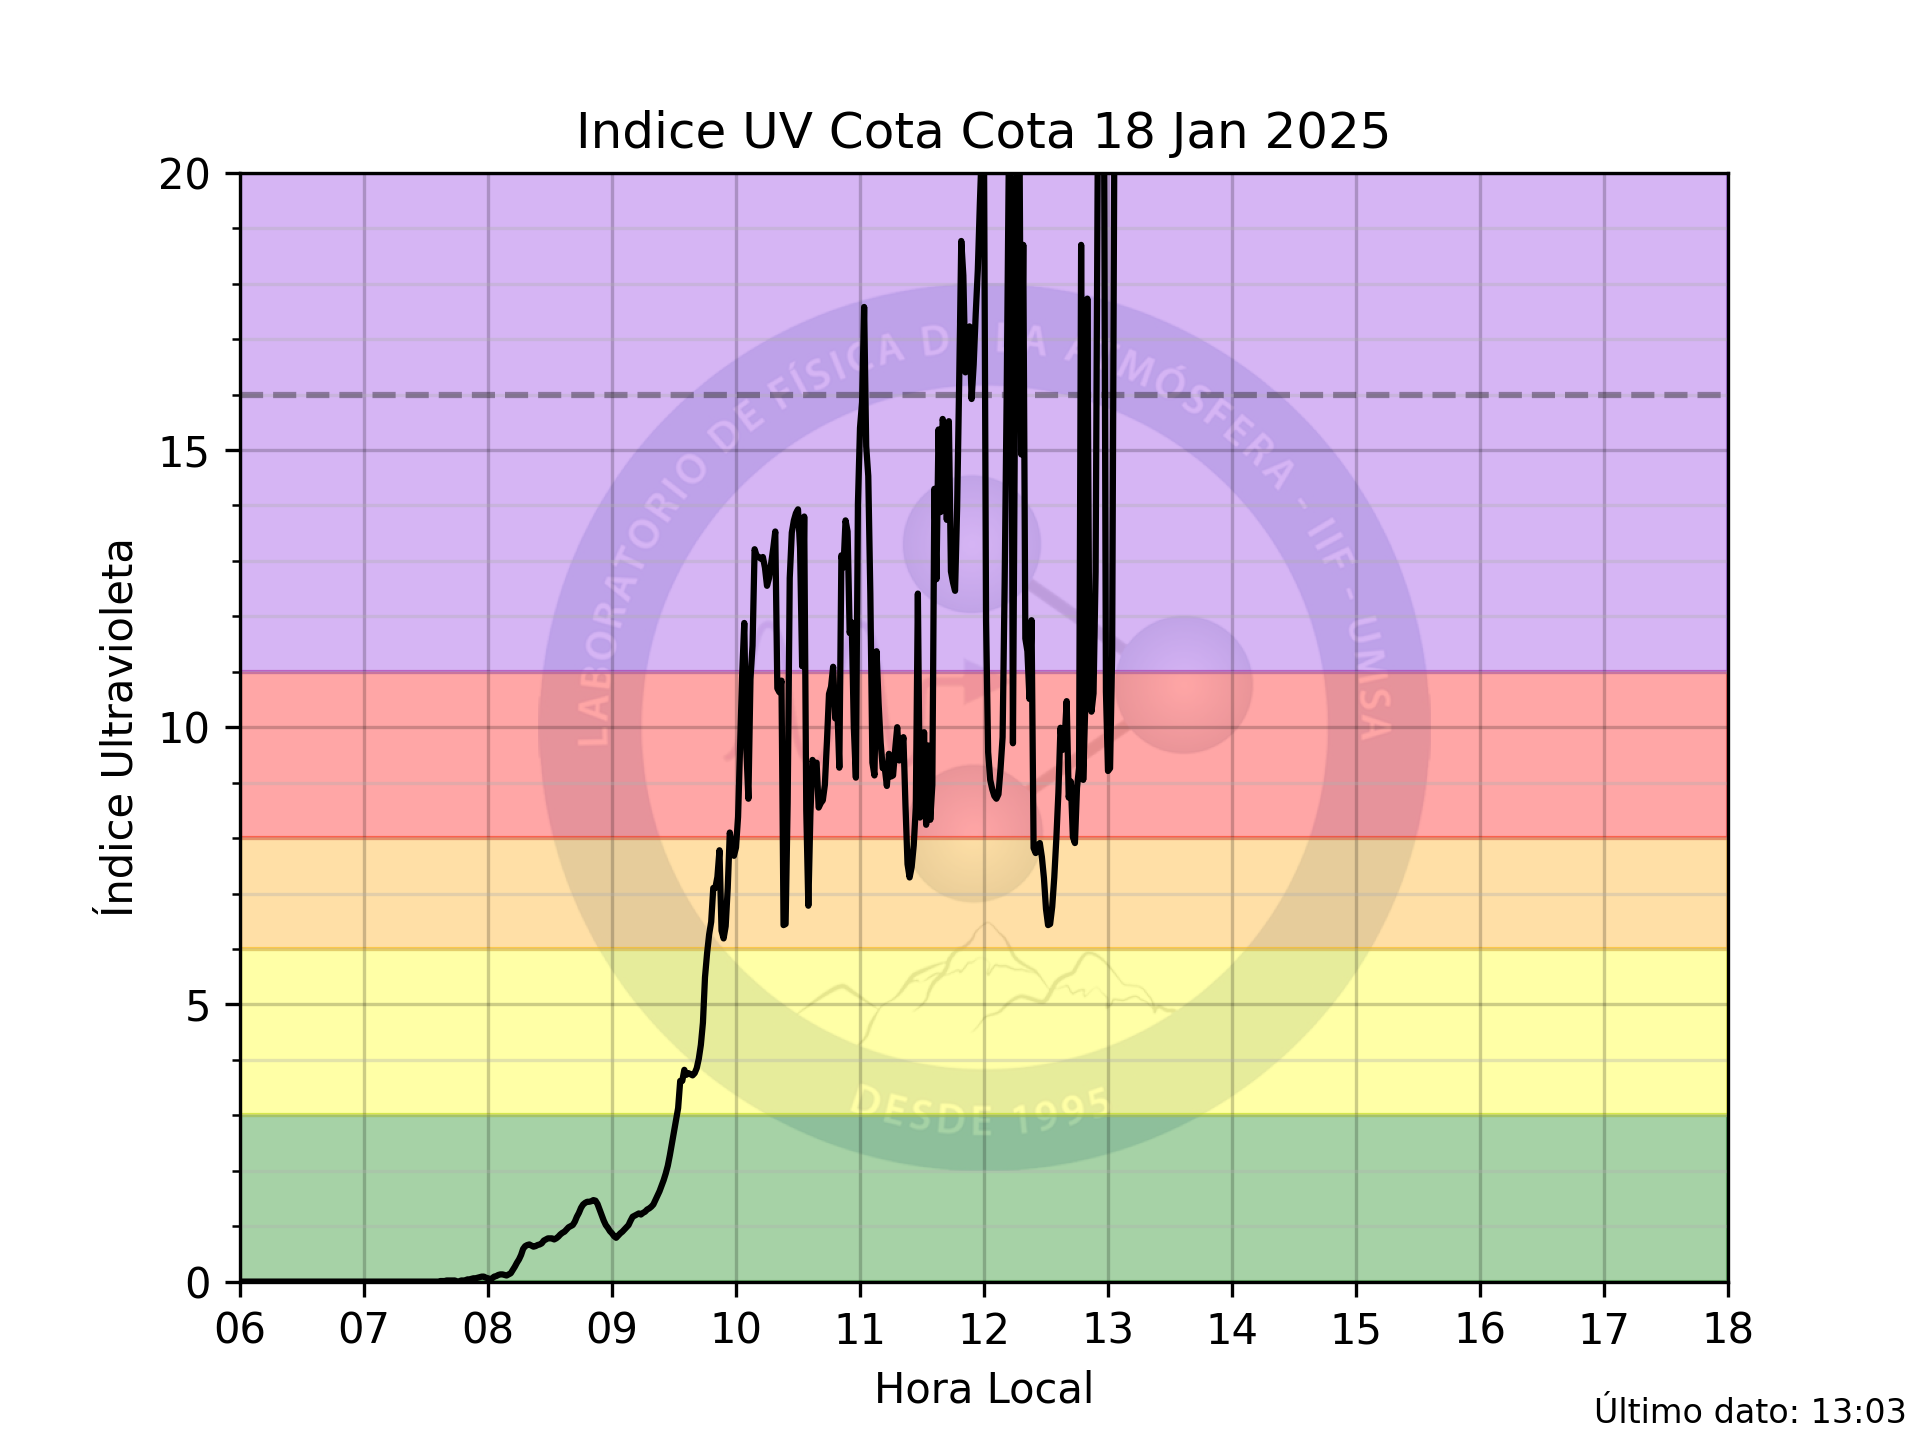 Indice UV Cota Cota 18 Jan 2025
20
15
10
5
0
Índice Ultravioleta
LABORATORIO DE FÍSICA DE LA ATMÓSFERA - IIF - UMSA
DESDE 1995
06 07 08 09 10 11 12 13 14 15 16 17 18
Hora Local
Último dato: 13:03